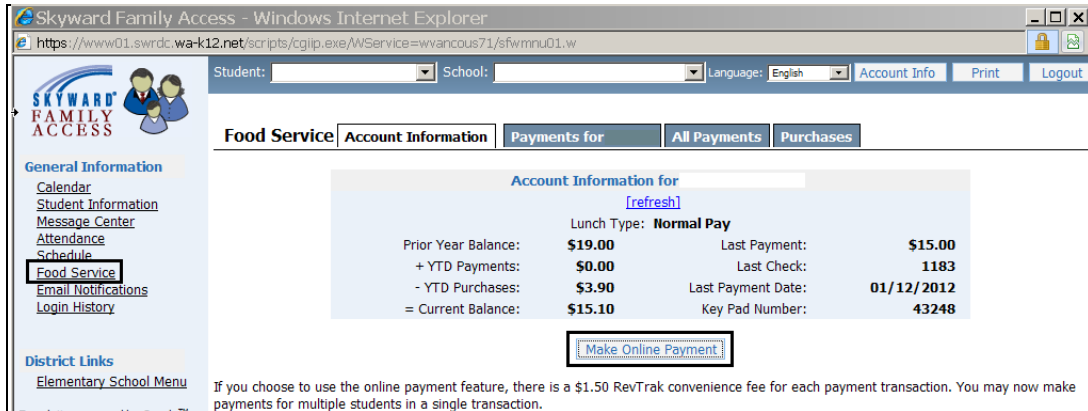 Skyward Family Access - Windows Internet Explorer
https://www01.swrdc.wa-k12.net/scripts/cgiip.exe/WService=wvancous71/sfwmnu01.w
Student: School: Language: English Account Info Print Logout
SKYWARD®
FAMILY
ACCESS
Food Service Account Information Payments for All Payments Purchases
General Information
Calendar
Student Information
Message Center
Attendance
Schedule
Food Service
Email Notifications
Login History
District Links
Elementary School Menu
Account Information for
[refresh]
Lunch Type: Normal Pay
Prior Year Balance: $19.00 Last Payment: $15.00
+ YTD Payments: $0.00 Last Check: 1183
- YTD Purchases: $3.90 Last Payment Date: 01/12/2012
= Current Balance: $15.10 Key Pad Number: 43248
Make Online Payment
If you choose to use the online payment feature, there is a $1.50 RevTrak convenience fee for each payment transaction. You may now make
payments for multiple students in a single transaction.